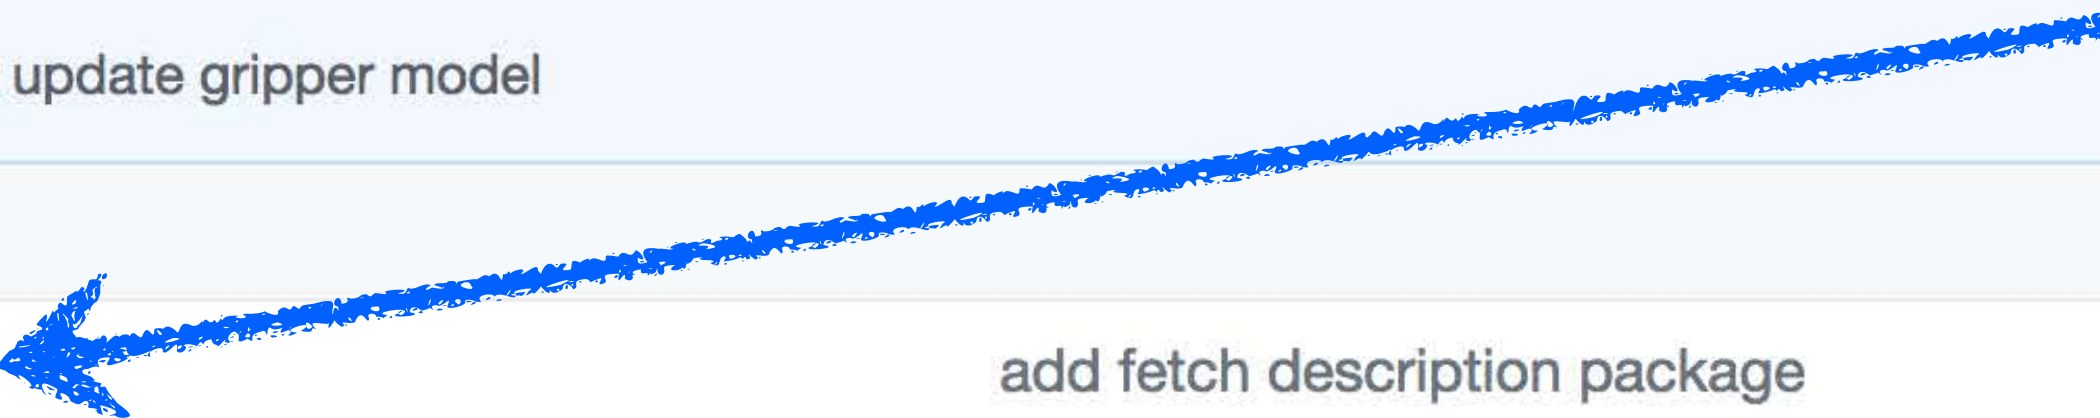 update gripper model
add fetch description package